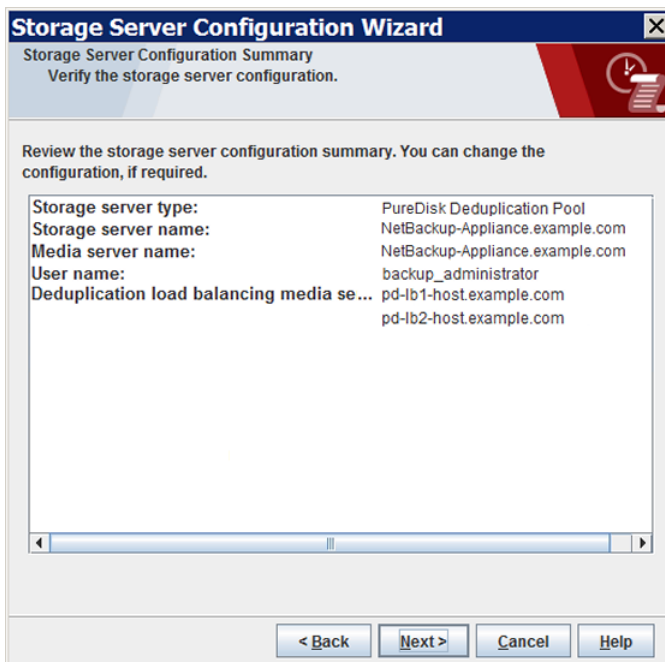 Storage Server Configuration Wizard
Storage Server Configuration Summary
Verify the storage server configuration.
Review the storage server configuration summary. You can change the
configuration, if required.
Storage server type: PureDisk Deduplication Pool
Storage server name: NetBackup-Appliance.example.com
Media server name: NetBackup-Appliance.example.com
User name: backup_administrator
Deduplication load balancing media se... pd-lb1-host.example.com
pd-lb2-host.example.com
< Back Next > Cancel Help